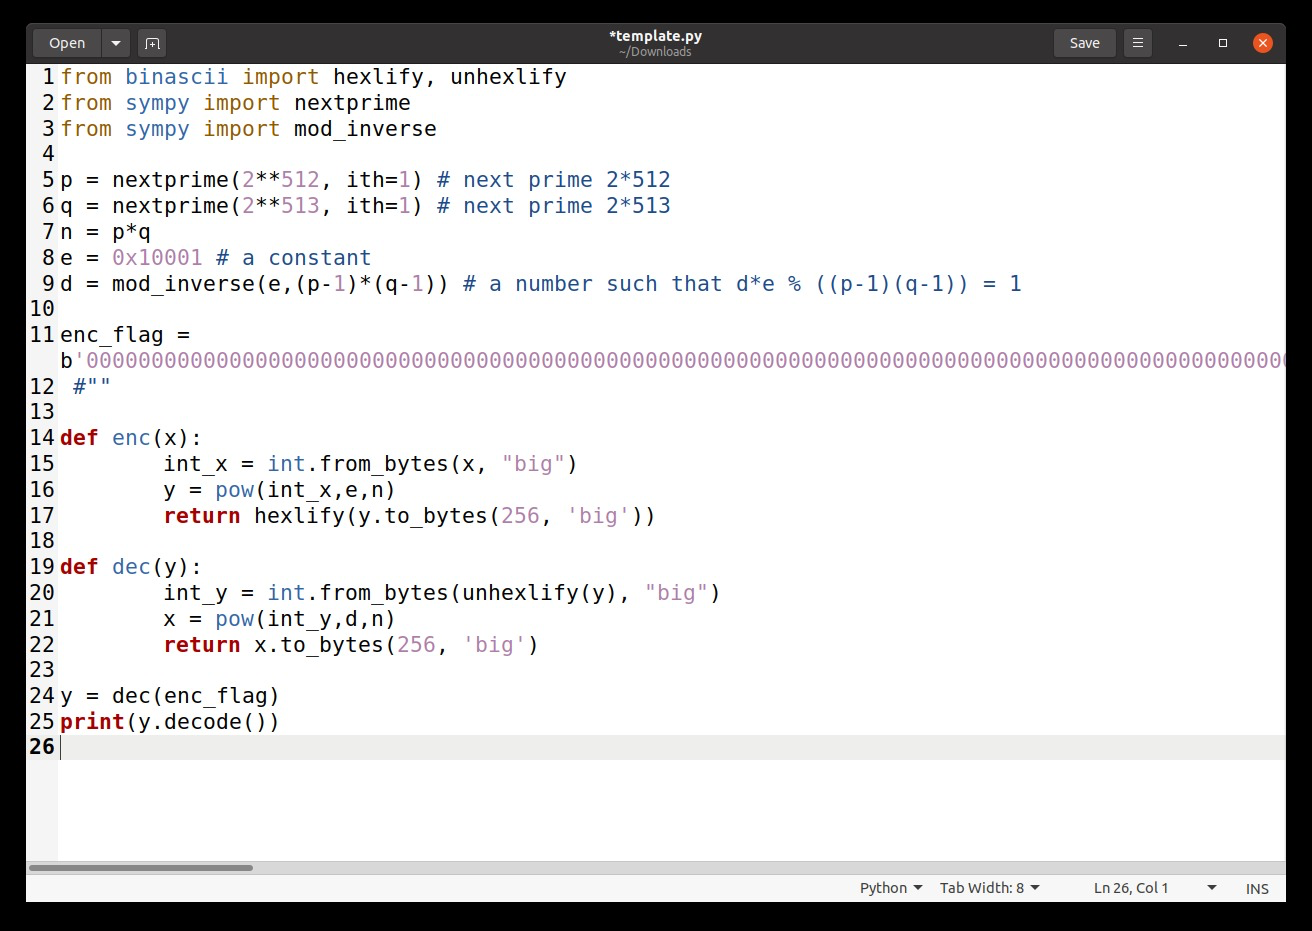 Open
*template.py
~/Downloads
Save
1 from binascii import hexlify, unhexlify
2 from sympy import nextprime
3 from sympy import mod_inverse
4
5 p = nextprime(2**512, ith=1) # next prime 2*512
6 q = nextprime(2**513, ith=1) # next prime 2*513
7 n = p*q
8 e = 0x10001 # a constant
9 d = mod_inverse(e,(p-1)*(q-1)) # a number such that d*e % ((p-1)(q-1)) = 1
10
11 enc_flag =
b'00000000000000000000000000000000000000000000000000000000000000000000000000000000000000000000
12 #""
13
14 def enc(x):
15 int_x = int.from_bytes(x, "big")
16 y = pow(int_x,e,n)
17 return hexlify(y.to_bytes(256, 'big'))
18
19 def dec(y):
20 int_y = int.from_bytes(unhexlify(y), "big")
21 x = pow(int_y,d,n)
22 return x.to_bytes(256, 'big')
23
24 y = dec(enc_flag)
25 print(y.decode())
26
Python Tab Width: 8 Ln 26, Col 1 INS